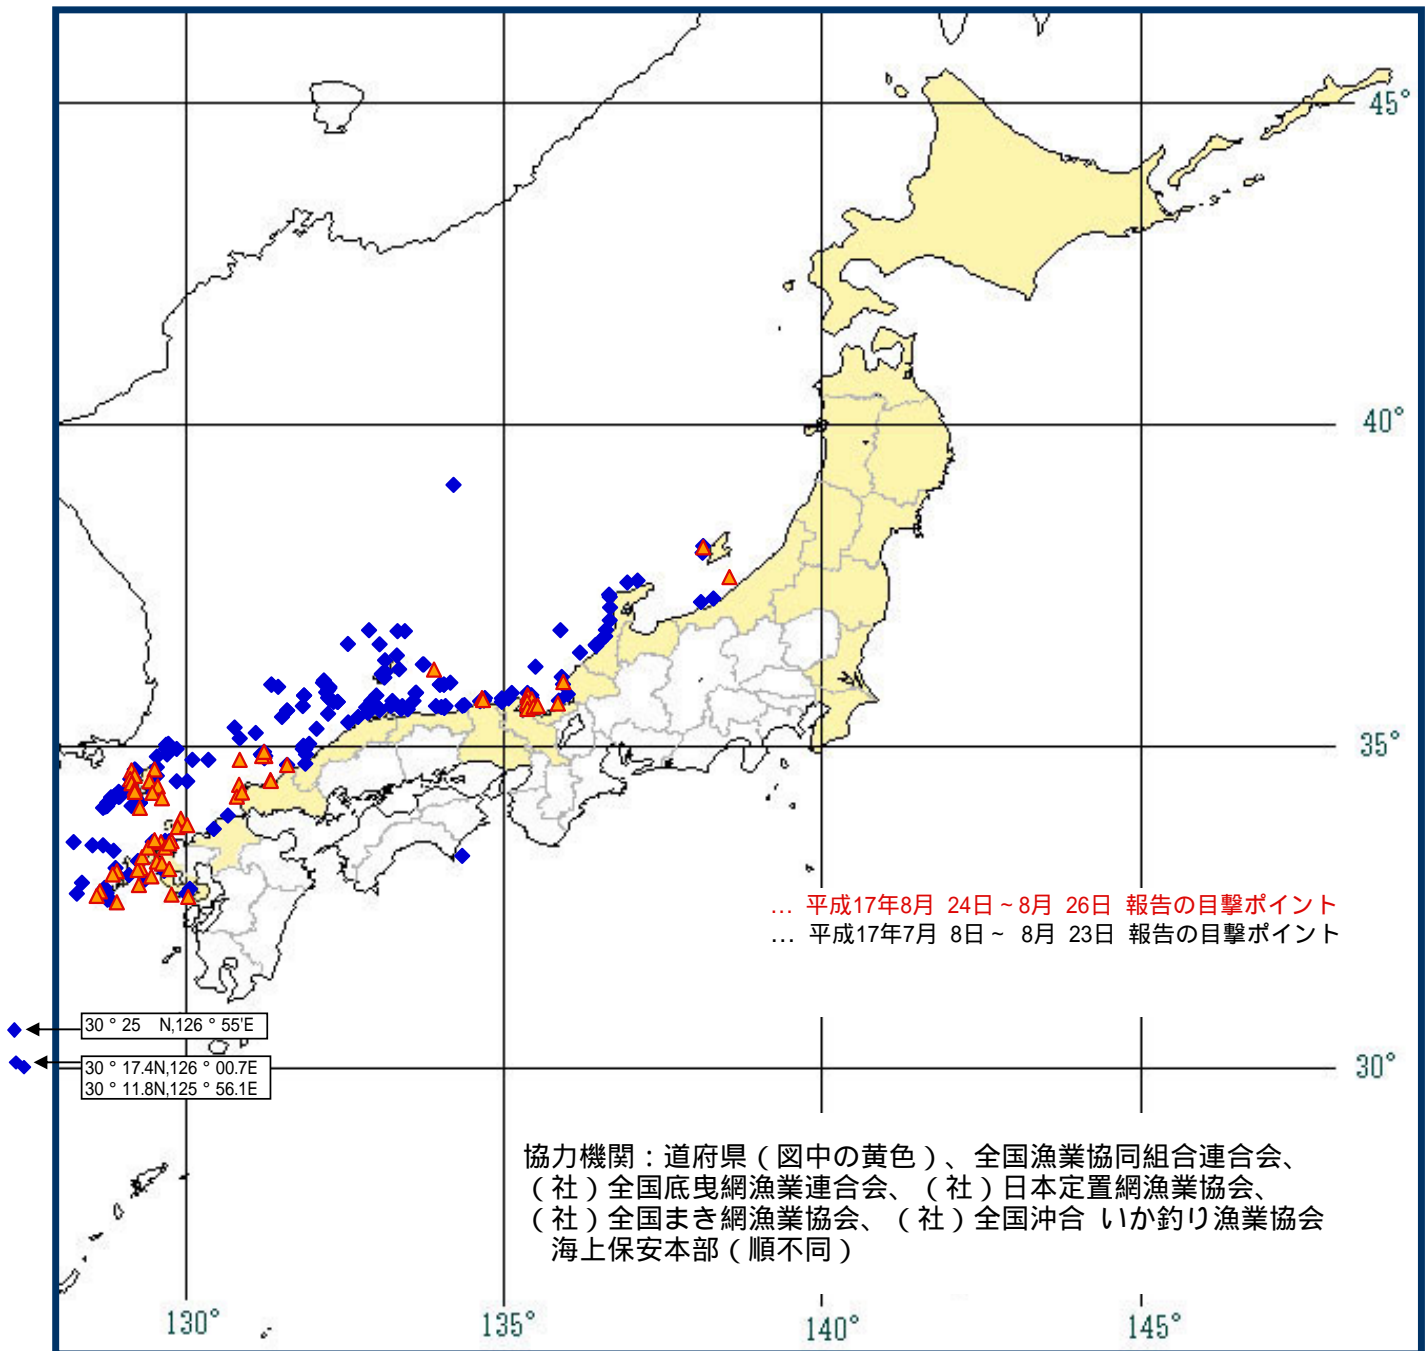 45°
40°
35°
… 平成17年8月 24日~8月 26日 報告の目撃ポイント
… 平成17年7月 8日~ 8月 23日 報告の目撃ポイント
30 ° 25 N,126 ° 55'E
30 ° 17.4N,126 ° 00.7E
30 ° 11.8N,125 ° 56.1E
30°
協力機関：道府県（図中の黄色）、全国漁業協同組合連合会、
（社）全国底曳網漁業連合会、（社）日本定置網漁業協会、
（社）全国まき網漁業協会、（社）全国沖合 いか釣り漁業協会
海上保安本部（順不同）
130°
135°
140°
145°